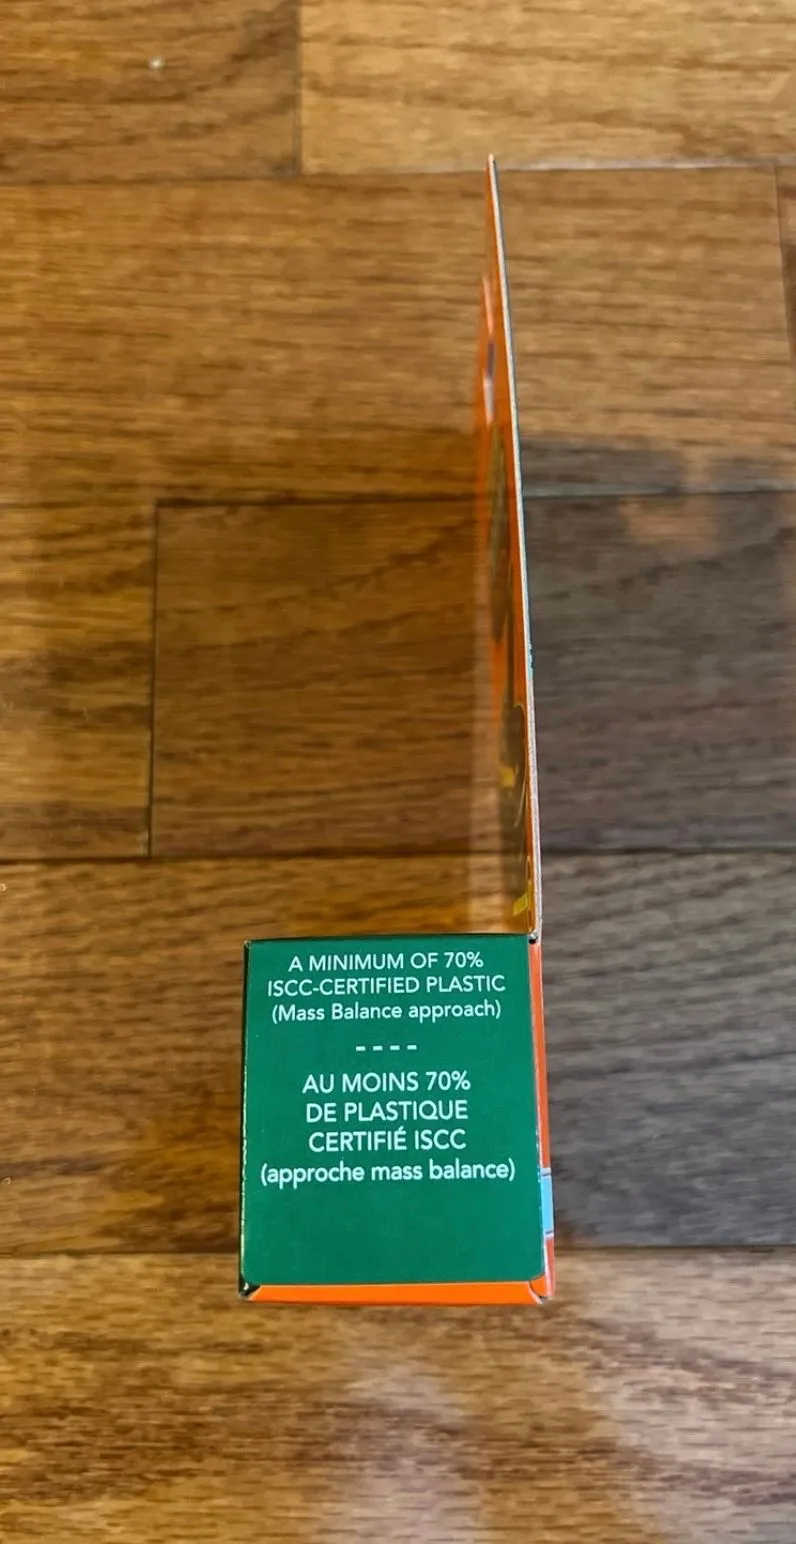 A MINIMUM OF 70%
ISCC-CERTIFIED PLASTIC
(Mass Balance approach)
----
AU MOINS 70%
DE PLASTIQUE
CERTIFIÉ ISCC
(approche mass balance)